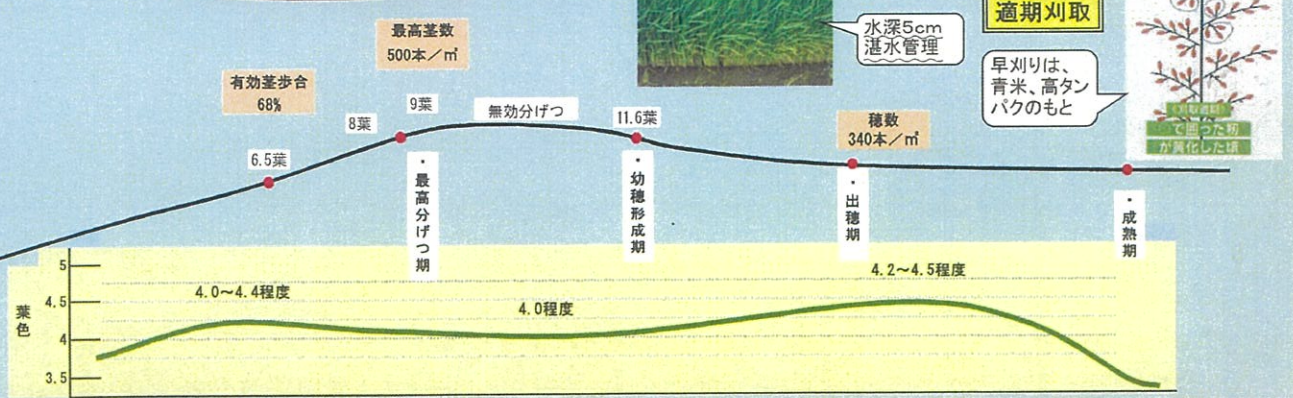 最高茎数
500本/㎡
有効茎歩合
68%
6.5葉
8葉
9葉
無効分げつ
11.6葉
水深5cm
湛水管理
適期刈取
早刈りは、
青米、高タン
パクのもと
で囲った籾
が黄化した頃
穂数
340本/㎡
・最高分げつ期
・幼穂形成期
・出穂期
・成熟期
葉色
5
4.5
4
3.5
4.0～4.4程度
4.0程度
4.2～4.5程度